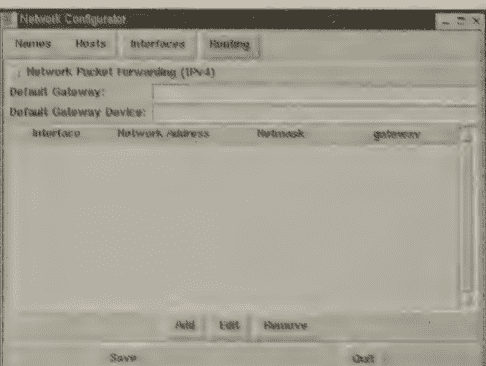 Network Configurator
Names Hosts Interfaces Routing
Network Packet Forwarding (IPv4)
Default Gateway:
Default Gateway Device:
Interface Network Address Netmask gateway
Add Edit Remove
Save Quit